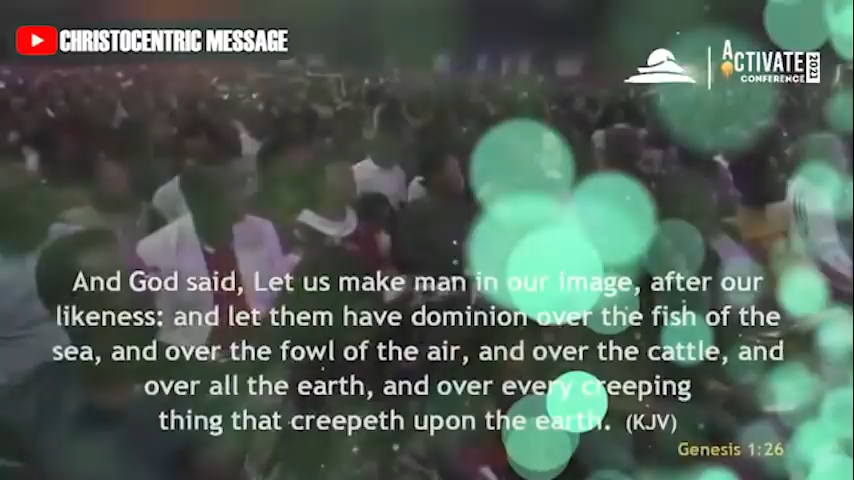 CHRISTOCENTRIC MESSAGE
ACTIVATE
CONFERENCE 2021
And God said, Let us make man in our image, after our
likeness: and let them have dominion over the fish of the
sea, and over the fowl of the air, and over the cattle, and
over all the earth, and over every creeping
thing that creepeth upon the earth. (KJV)
Genesis 1:26